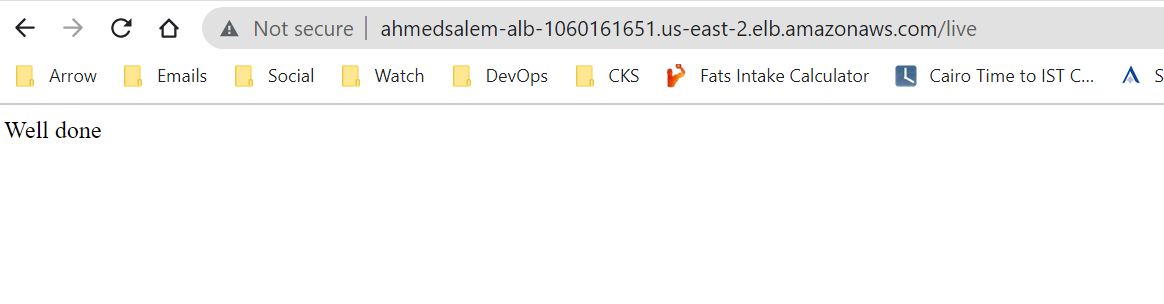 Not secure | ahmedsalem-alb-1060161651.us-east-2.elb.amazonaws.com/live
Arrow Emails Social Watch DevOps CKS Fats Intake Calculator Cairo Time to IST C... S
Well done